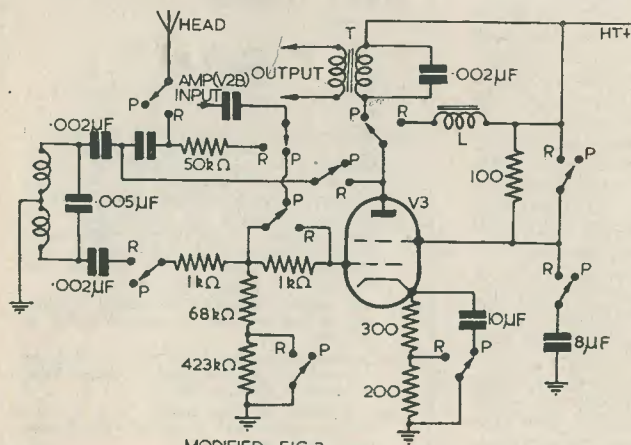 HEAD
T
HT+
AMP(V2B)
INPUT
OUTPUT
.002µF
P
P
R
R
L
.002µF
50kΩ
R
P
P
R
V3
100
R
P
.005µF
P
R
R
P
.002µF
R
P
1kΩ
1kΩ
68kΩ
423kΩ
R
P
300
200
10µF
R
P
8µF
MODIFIED FIG 2